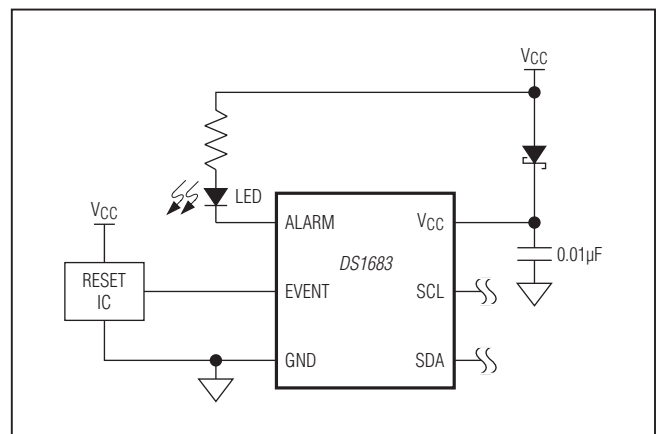 VCC
LED
VCC
ALARM
VCC
0.01µF
DS1683
RESET
IC
EVENT
SCL
GND
SDA